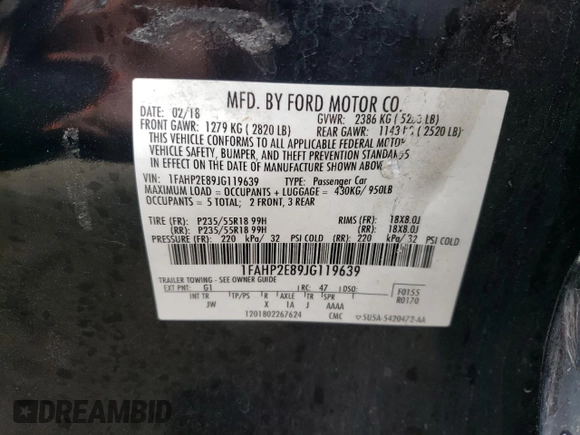 MFD. BY FORD MOTOR CO.
DATE: 02/18 GVWR: 2386 KG ( LB)
FRONT GAWR: 1279 KG ( 2820 LB) REAR GAWR: 1143 KG ( 2520 LB)
THIS VEHICLE CONFORMS TO ALL APPLICABLE FEDERAL MOTOR
VEHICLE SAFETY, BUMPER, AND THEFT PREVENTION STANDARDS
IN EFFECT ON THE DATE OF MANUFACTURE SHOWN ABOVE.
VIN: 1FAHP2E89JG119639 TYPE: Passenger Car
MAXIMUM LOAD = OCCUPANTS + LUGGAGE = 430KG/ 950LB
OCCUPANTS = 5 TOTAL; 2 FRONT, 3 REAR
TIRE (FR): P235/55R18 99H RIMS (FR): 18X8.0J
(RR): P235/55R18 99H (RR): 18X8.0J
PRESSURE (FR): 220 kPa/ 32 PSI COLD (RR): 220 kPa/ 32 PSI COLD
1FAHP2E89JG119639
TRAILER TOWING - SEE OWNER GUIDE
EXT PNT: G1 RC: 47 DSO: F0155
INT TR TP/PS R AXLE TR SPR R0170
JW X 1A J AAAA
1201802267624 CMC 5U5A-5420472-AA
DREAMBID